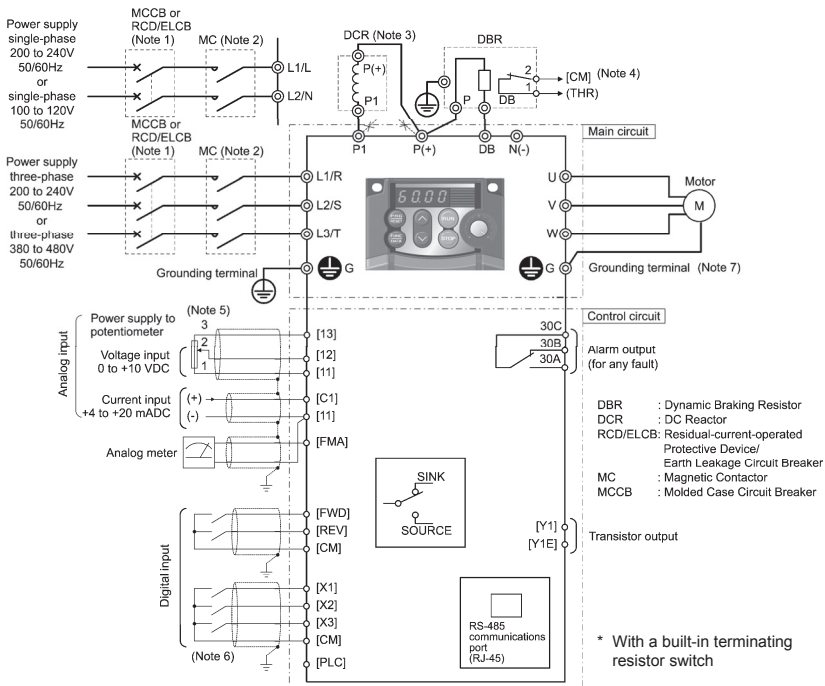 Power supply
single-phase
200 to 240V
50/60Hz
or
single-phase
100 to 120V
50/60Hz
MCCB or
RCD/ELCB
(Note 1)
MC (Note 2)
L1/L
L2/N
DCR (Note 3)
P(+)
P1
DBR
P
DB
2
1
[CM] (Note 4)
(THR)
Main circuit
P1
P(+)
DB
N(-)
Power supply
three-phase
200 to 240V
50/60Hz
or
three-phase
380 to 480V
50/60Hz
MCCB or
RCD/ELCB
(Note 1)
MC (Note 2)
L1/R
L2/S
L3/T
Grounding terminal
G
60.00
RUN
STOP
U
V
W
G
Motor
M
Grounding terminal (Note 7)
Control circuit
Analog input
Power supply to
potentiometer
(Note 5)
3
2
1
Voltage input
0 to +10 VDC
Current input
+4 to +20 mADC
(+)
(-)
Analog meter
[13]
[12]
[11]
[C1]
[11]
[FMA]
30C
30B
30A
Alarm output
(for any fault)
DBR : Dynamic Braking Resistor
DCR : DC Reactor
RCD/ELCB: Residual-current-operated
Protective Device/
Earth Leakage Circuit Breaker
MC : Magnetic Contactor
MCCB : Molded Case Circuit Breaker
SINK
SOURCE
Digital input
[FWD]
[REV]
[CM]
[X1]
[X2]
[X3]
[CM]
[PLC]
(Note 6)
[Y1]
[Y1E]
Transistor output
RS-485
communications
port
(RJ-45)
* With a built-in terminating
resistor switch